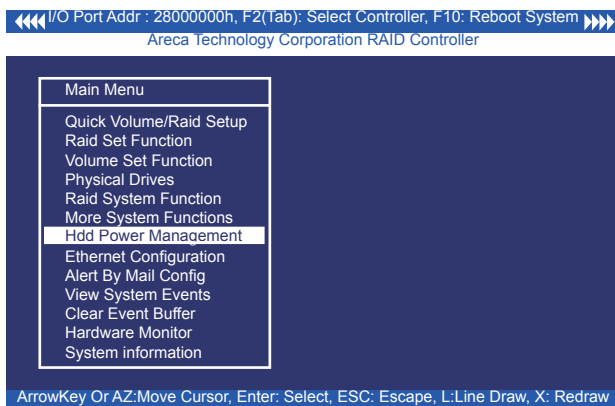 I/O Port Addr : 28000000h, F2(Tab): Select Controller, F10: Reboot System
Areca Technology Corporation RAID Controller
Main Menu
Quick Volume/Raid Setup
Raid Set Function
Volume Set Function
Physical Drives
Raid System Function
More System Functions
Hdd Power Management
Ethernet Configuration
Alert By Mail Config
View System Events
Clear Event Buffer
Hardware Monitor
System information
ArrowKey Or AZ:Move Cursor, Enter: Select, ESC: Escape, L:Line Draw, X: Redraw